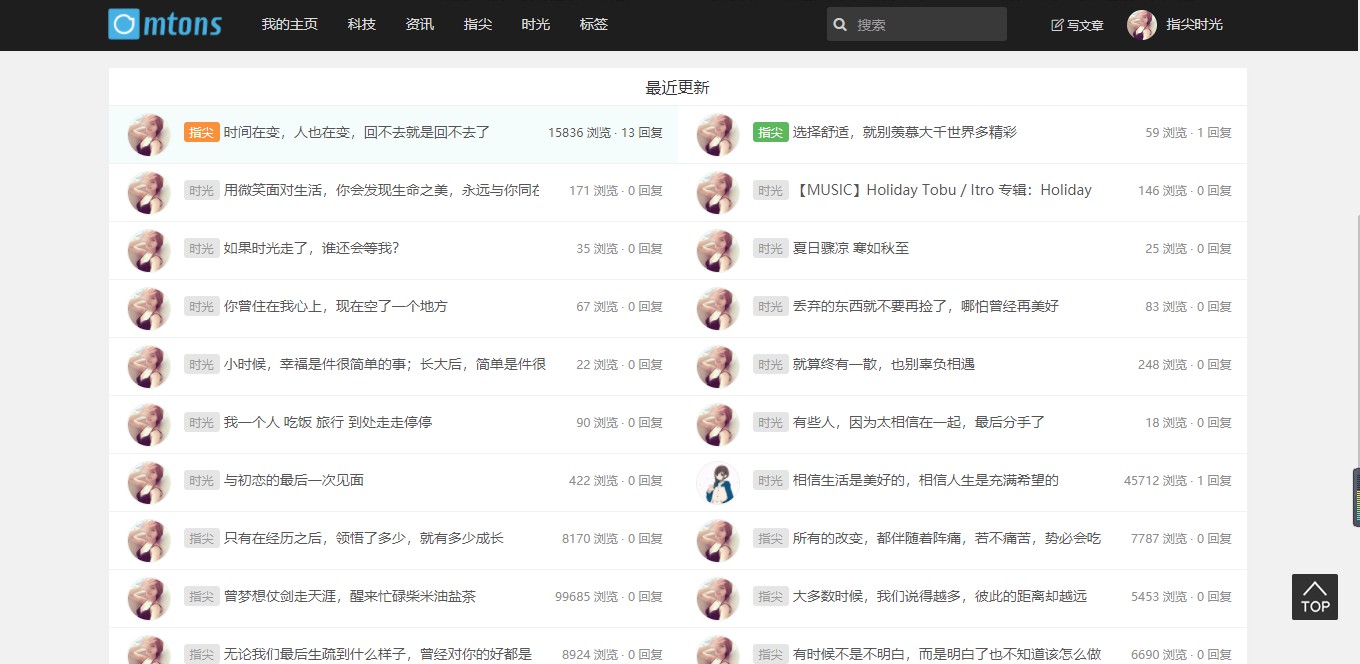 mtons 我的主页 科技 资讯 指尖 时光 标签 搜索 写文章 指尖时光
最近更新
指尖 时间在变，人也在变，回不去就是回不去了 15836 浏览 · 13 回复
指尖 选择舒适，就别羡慕大千世界多精彩 59 浏览 · 1 回复
时光 用微笑面对生活，你会发现生命之美，永远与你同在 171 浏览 · 0 回复
时光 【MUSIC】Holiday Tobu / Itro 专辑：Holiday 146 浏览 · 0 回复
时光 如果时光走了，谁还会等我？ 35 浏览 · 0 回复
时光 夏日骤凉 寒如秋至 25 浏览 · 0 回复
时光 你曾住在我心上，现在空了一个地方 67 浏览 · 0 回复
时光 丢弃的东西就不要再捡了，哪怕曾经再美好 83 浏览 · 0 回复
时光 小时候，幸福是件很简单的事；长大后，简单是件很 22 浏览 · 0 回复
时光 就算终有一散，也别辜负相遇 248 浏览 · 0 回复
时光 我一个人 吃饭 旅行 到处走走停停 90 浏览 · 0 回复
时光 有些人，因为太相信在一起，最后分手了 18 浏览 · 0 回复
时光 与初恋的最后一次见面 422 浏览 · 0 回复
时光 相信生活是美好的，相信人生是充满希望的 45712 浏览 · 1 回复
指尖 只有在经历之后，领悟了多少，就有多少成长 8170 浏览 · 0 回复
指尖 所有的改变，都伴随着阵痛，若不痛苦，势必会吃 7787 浏览 · 0 回复
指尖 曾梦想仗剑走天涯，醒来忙碌柴米油盐茶 99685 浏览 · 0 回复
指尖 大多数时候，我们说得越多，彼此的距离却越远 5453 浏览 · 0 回复
TOP
指尖 无论我们最后生疏到什么样子，曾经对你的好都是 8924 浏览 · 0 回复
指尖 有时候不是不明白，而是明白了也不知道该怎么做 6690 浏览 · 0 回复